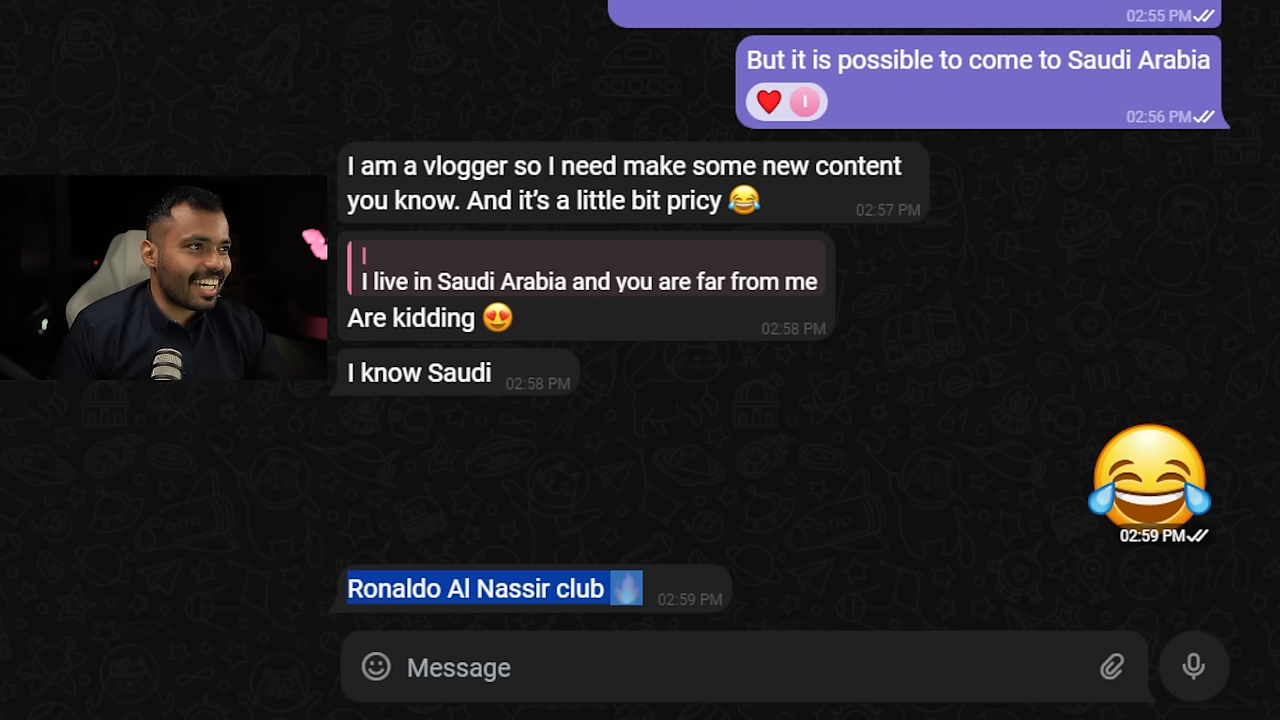 02:55 PM
But it is possible to come to Saudi Arabia
I
02:56 PM
I am a vlogger so I need make some new content
you know. And it’s a little bit pricy 😂
02:57 PM
I
I live in Saudi Arabia and you are far from me
Are kidding 😍
02:58 PM
I know Saudi
02:58 PM
02:59 PM
Ronaldo Al Nassir club 🔥
02:59 PM
Message